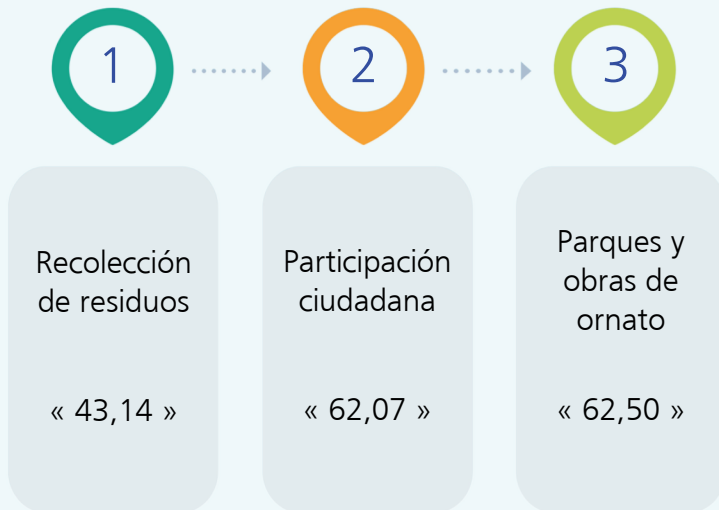 1
2
3
Recolección
de residuos
« 43,14 »
Participación
ciudadana
« 62,07 »
Parques y
obras de
ornato
« 62,50 »